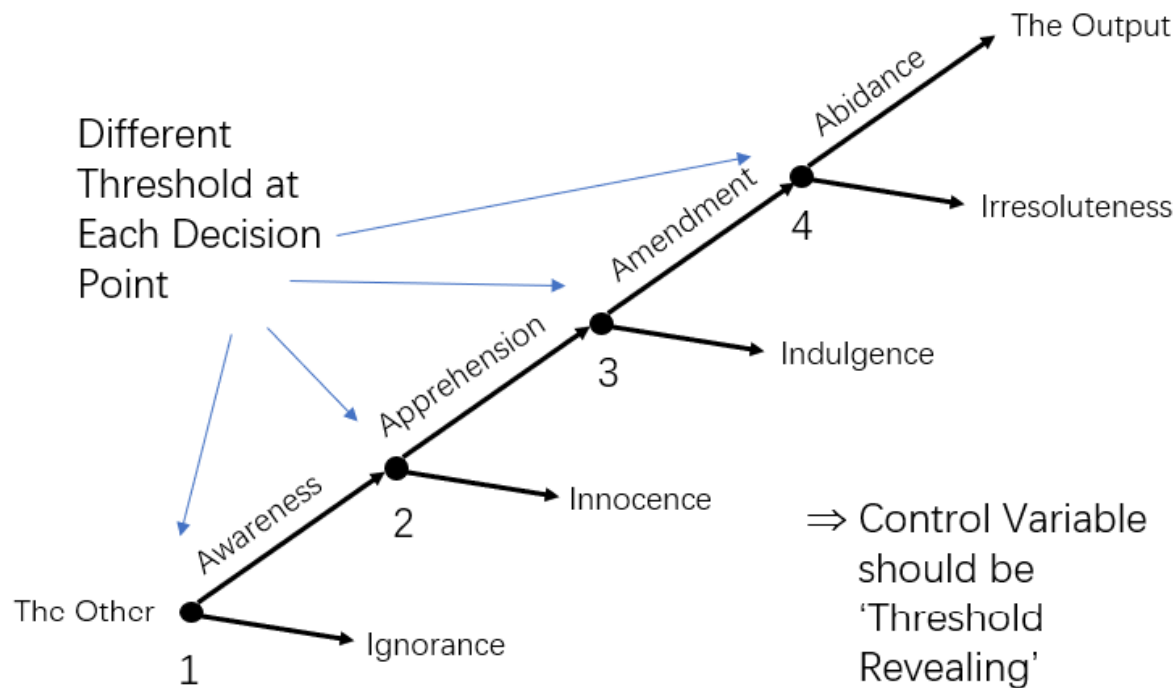 The Output
Abidance
Different
Threshold at
Each Decision
Point
Amendment
4
Irresoluteness
Apprehension
3
Indulgence
Awareness
2
Innocence
⇒ Control Variable
should be
‘Threshold
Revealing’
The Other
1
Ignorance